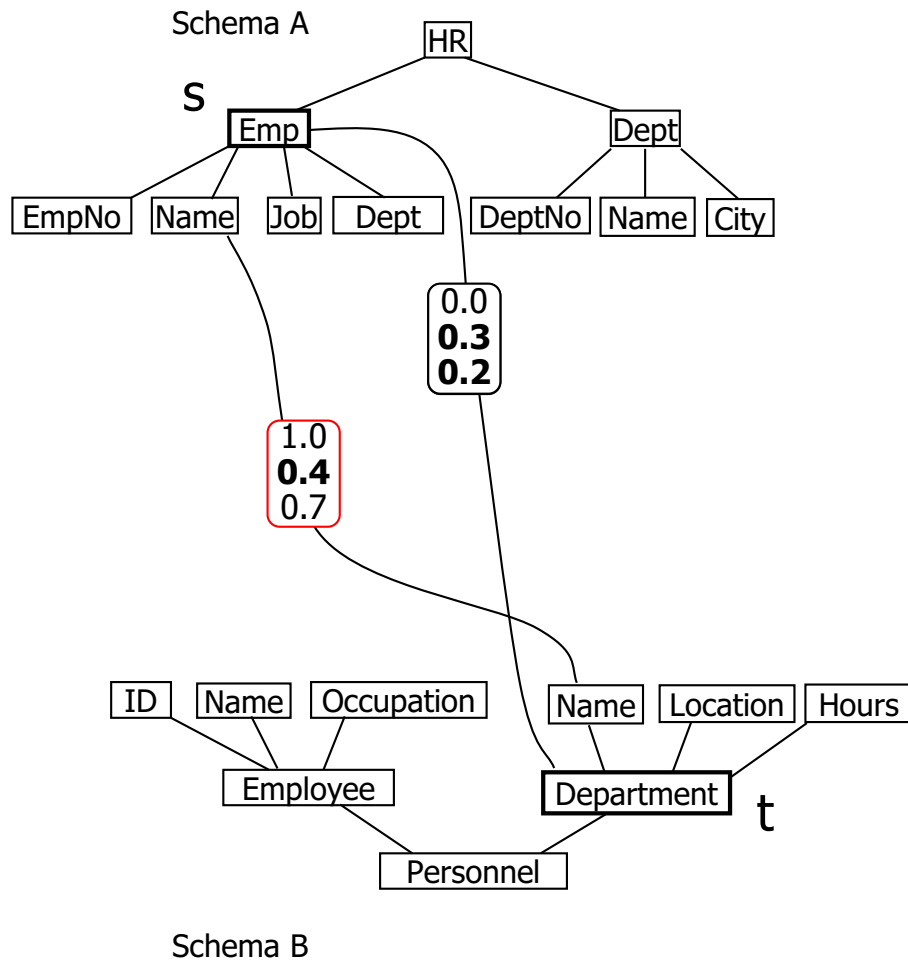 Schema A
HR
s
Emp
Dept
EmpNo
Name
Job
Dept
DeptNo
Name
City
0.0
0.3
0.2
1.0
0.4
0.7
ID
Name
Occupation
Name
Location
Hours
Employee
Department
t
Personnel
Schema B